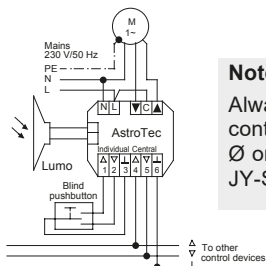 M
1~
Mains
230 V/50 Hz
PE
N
L
N L ▼ C ▲
AstroTec
Individual Central
1 2 3 4 5 6
Lumo
Blind
pushbutton
To other
control devices
Note
Alwa
cont
Ø or
JY-S